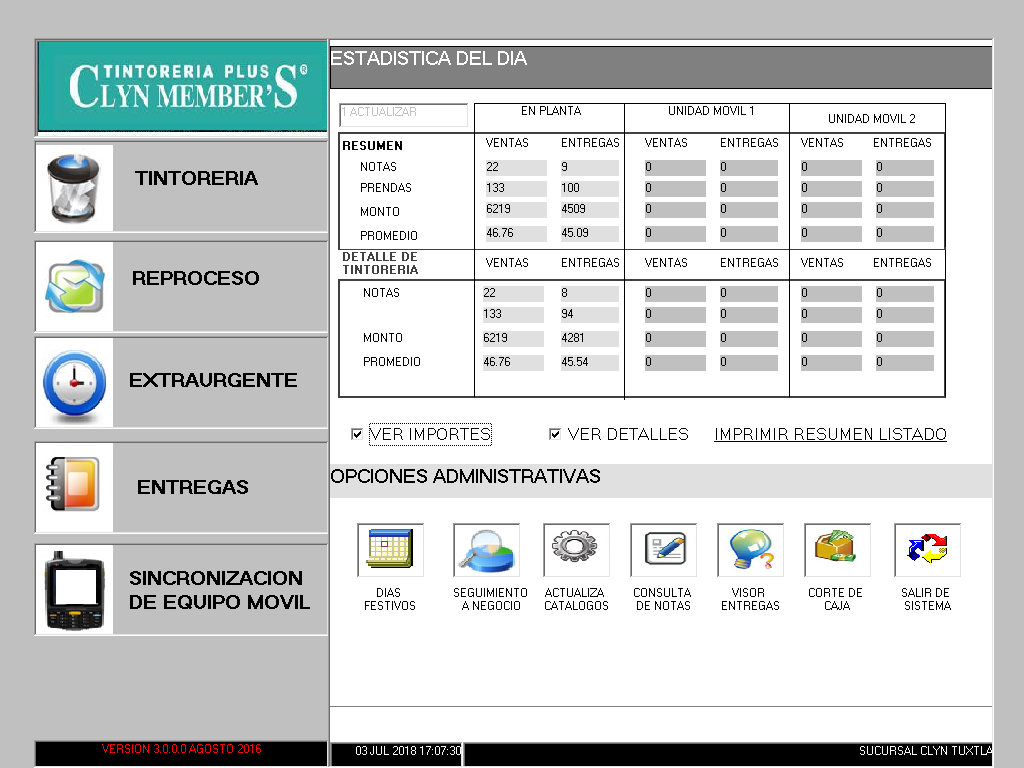 TINTORERIA PLUS
CLYN MEMBER'S®
TINTORERIA
REPROCESO
EXTRAURGENTE
ENTREGAS
SINCRONIZACION
DE EQUIPO MOVIL
VERSION 3.0.0.0 AGOSTO 2016
ESTADISTICA DEL DIA
1 ACTUALIZAR EN PLANTA UNIDAD MOVIL 1 UNIDAD MOVIL 2
RESUMEN VENTAS ENTREGAS VENTAS ENTREGAS VENTAS ENTREGAS
NOTAS 22 9 0 0 0 0
PRENDAS 133 100 0 0 0 0
MONTO 6219 4509 0 0 0 0
PROMEDIO 46.76 45.09 0 0 0 0
DETALLE DE
TINTORERIA VENTAS ENTREGAS VENTAS ENTREGAS VENTAS ENTREGAS
NOTAS 22 8 0 0 0 0
133 94 0 0 0 0
MONTO 6219 4281 0 0 0 0
PROMEDIO 46.76 45.54 0 0 0 0
VER IMPORTES VER DETALLES IMPRIMIR RESUMEN LISTADO
OPCIONES ADMINISTRATIVAS
DIAS
FESTIVOS
SEGUIMIENTO
A NEGOCIO
ACTUALIZA
CATALOGOS
CONSULTA
DE NOTAS
VISOR
ENTREGAS
CORTE DE
CAJA
SALIR DE
SISTEMA
03 JUL 2018 17:07:30 SUCURSAL CLYN TUXTLA